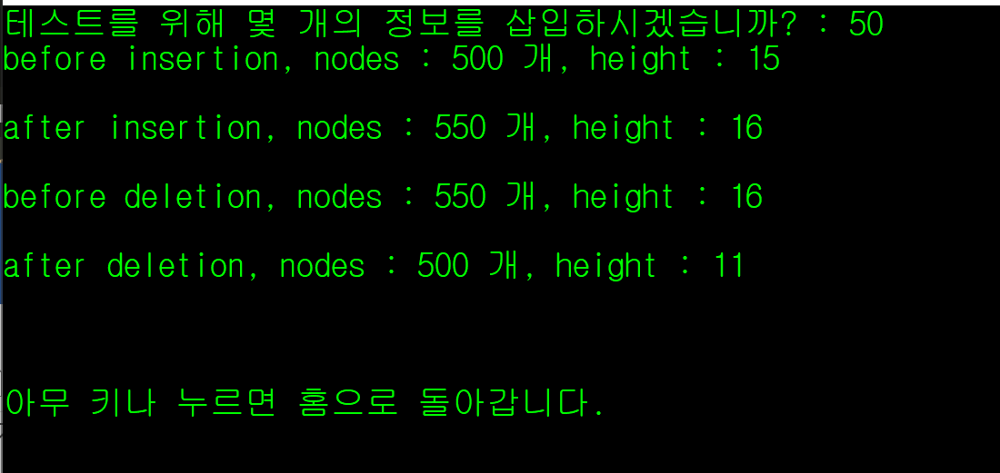 테스트를 위해 몇 개의 정보를 삽입하시겠습니까? : 50
before insertion, nodes : 500 개, height : 15
after insertion, nodes : 550 개, height : 16
before deletion, nodes : 550 개, height : 16
after deletion, nodes : 500 개, height : 11
아무 키나 누르면 홈으로 돌아갑니다.